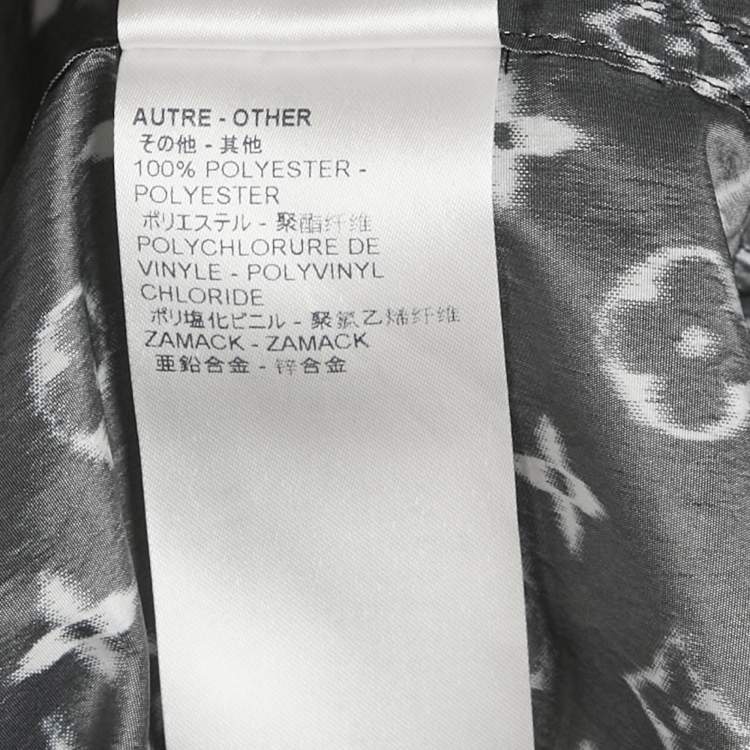 AUTRE - OTHER
その他 - 其他
100% POLYESTER -
POLYESTER
ポリエステル - 聚酯纤维
POLYCHLORURE DE
VINYLE - POLYVINYL
CHLORIDE
ポリ塩化ビニル - 聚氯乙烯纤维
ZAMACK - ZAMACK
亜鉛合金 - 锌合金